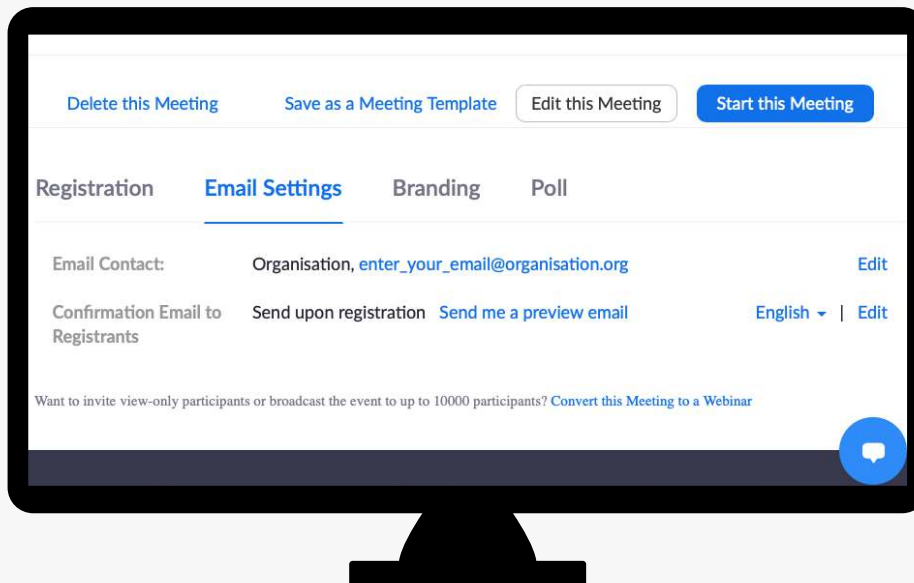 Delete this Meeting Save as a Meeting Template Edit this Meeting Start this Meeting
Registration Email Settings Branding Poll
Email Contact: Organisation, enter_your_email@organisation.org Edit
Confirmation Email to Send upon registration Send me a preview email English | Edit
Registrants
Want to invite view-only participants or broadcast the event to up to 10000 participants? Convert this Meeting to a Webinar